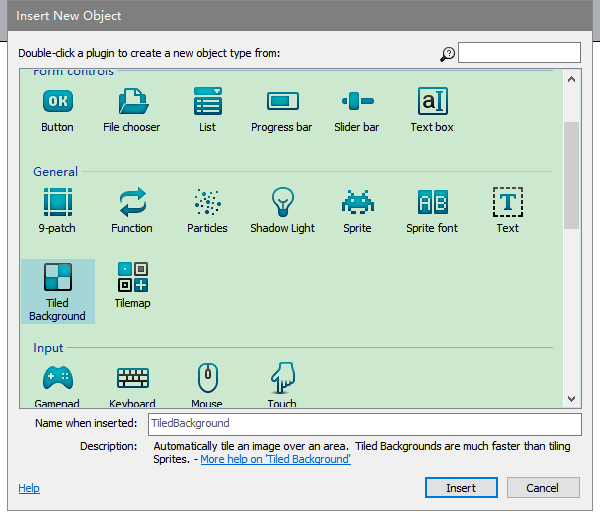 Insert New Object
Double-click a plugin to create a new object type from:
Form controls
OK
aI
Button File chooser List Progress bar Slider bar Text box
General
AB
T
9-patch Function Particles Shadow Light Sprite Sprite font Text
Tiled
Background
Tilemap
Input
Gamepad Keyboard Mouse Touch
Name when inserted: TiledBackground
Description: Automatically tile an image over an area. Tiled Backgrounds are much faster than tiling
Sprites. - More help on 'Tiled Background'
Help Insert Cancel